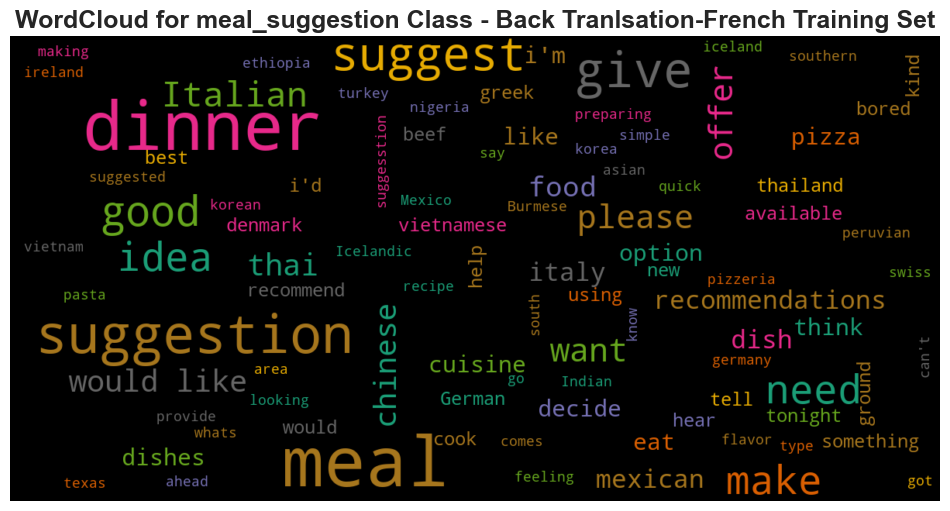 WordCloud for meal_suggestion Class - Back Tranlsation-French Training Set
making
ireland
ethiopia
suggest
i'm
give
iceland
southern
kind
Italian
turkey
nigeria
greek
preparing
offer
bored
dinner
suggesstion
beef
like
simple
pizza
best
say
korea
asian
suggested
i'd
Mexico
food
quick
thailand
good
korean
denmark
vietnamese
Burmese
please
available
peruvian
vietnam
idea
thai
Icelandic
help
option
new
swiss
recommend
italy
pizzeria
pasta
recipe
using
recommendations
south
know
suggestion
chinese
want
dish
think
can't
would like
area
cuisine
go
germany
looking
German
Indian
need
ground
provide
whats
would
decide
hear
tell
tonight
meal
cook
comes
eat
flavor
type
something
dishes
texas
ahead
feeling
mexican
make
got